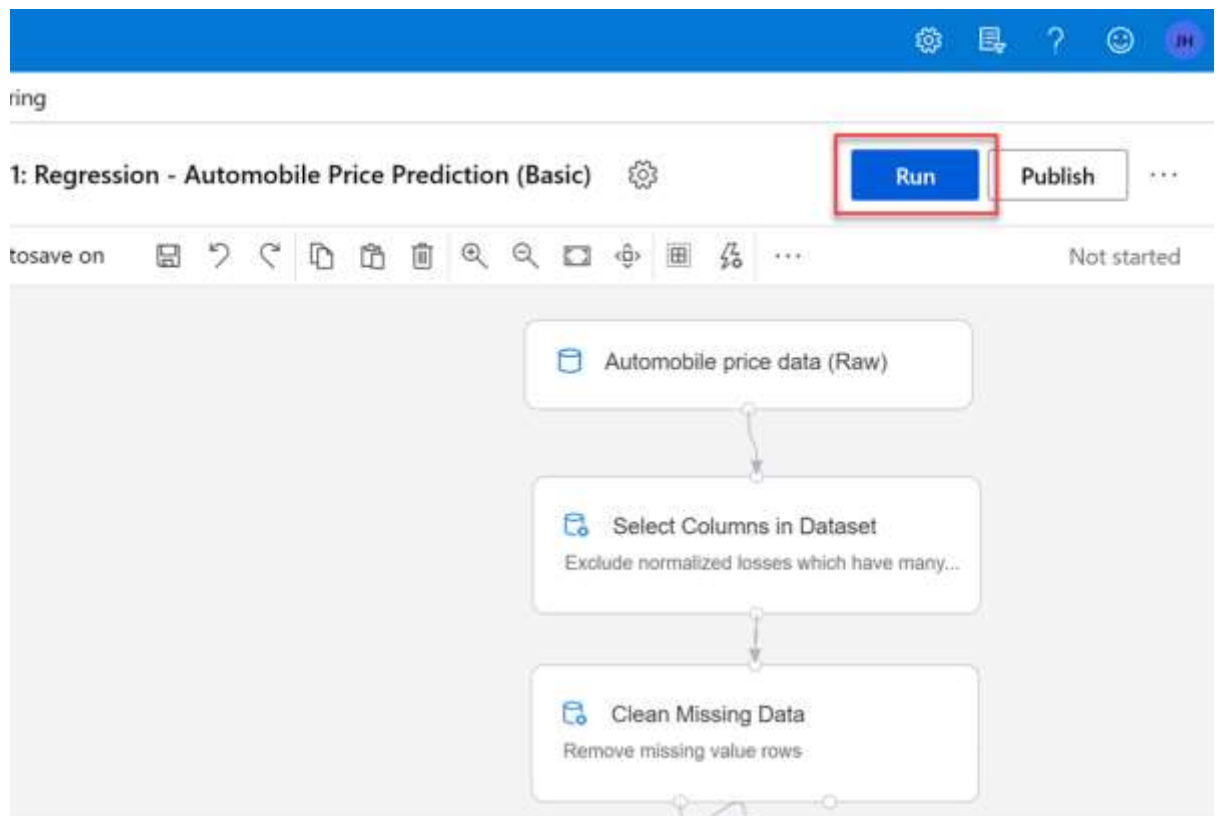 ? JH
ring
1: Regression - Automobile Price Prediction (Basic) Run Publish ...
tosave on ... Not started
Automobile price data (Raw)
Select Columns in Dataset
Exclude normalized losses which have many...
Clean Missing Data
Remove missing value rows